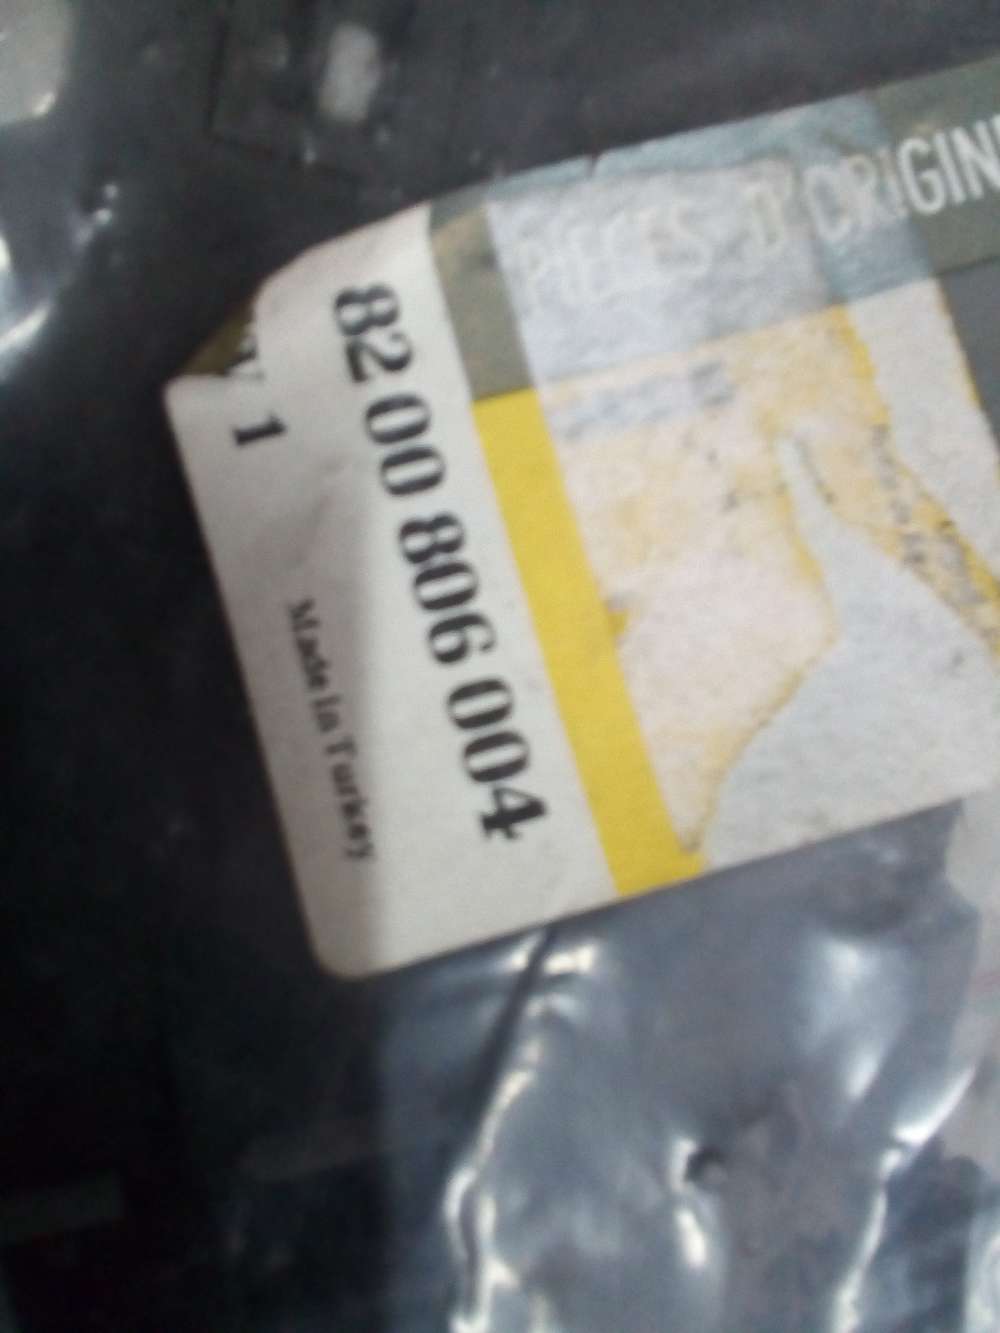 PIECES D'ORIGIN
82 00 806 004
1
Made in Turkey